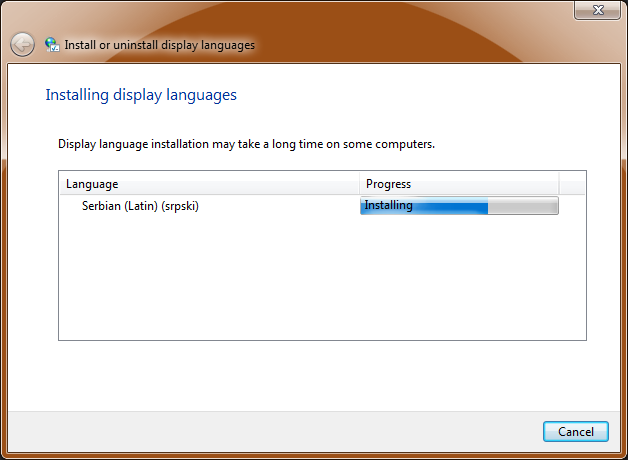 Install or uninstall display languages
Installing display languages
Display language installation may take a long time on some computers.
Language Progress
Serbian (Latin) (srpski) Installing
Cancel